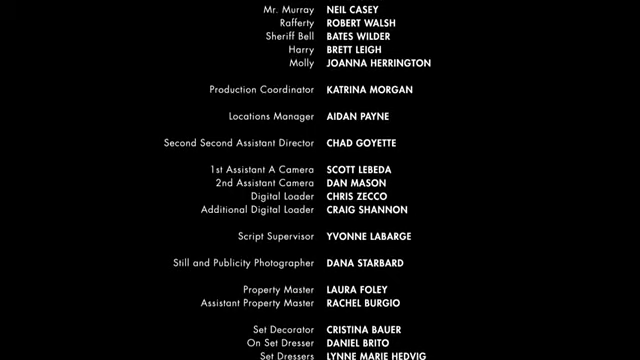 Mr. Murray NEIL CASEY
Rafferty ROBERT WALSH
Sheriff Bell BATES WILDER
Harry BRETT LEIGH
Molly JOANNA HERRINGTON
Production Coordinator KATRINA MORGAN
Locations Manager AIDAN PAYNE
Second Second Assistant Director CHAD GOYETTE
1st Assistant A Camera SCOTT LEBEDA
2nd Assistant Camera DAN MASON
Digital Loader CHRIS ZECCO
Additional Digital Loader CRAIG SHANNON
Script Supervisor YVONNE LABARGE
Still and Publicity Photographer DANA STARBARD
Property Master LAURA FOLEY
Assistant Property Master RACHEL BURGIO
Set Decorator CRISTINA BAUER
On Set Dresser DANIEL BRITO
Set Dressers LYNNE MARIE HEDVIG